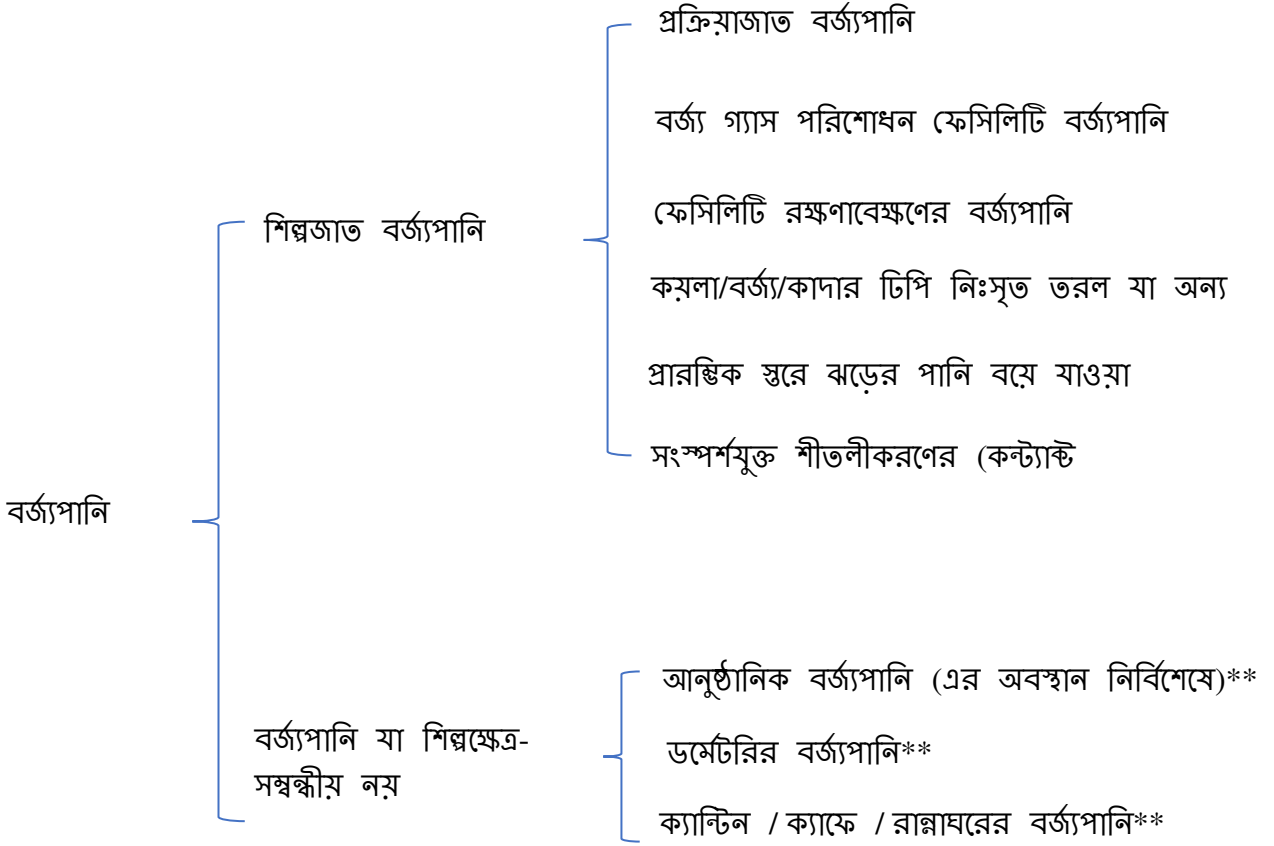 বর্জ্যপানি
শিল্পজাত বর্জ্যপানি
প্রক্রিয়াজাত বর্জ্যপানি
বর্জ্য গ্যাস পরিশোধন ফেসিলিটি বর্জ্যপানি
ফেসিলিটি রক্ষণাবেক্ষণের বর্জ্যপানি
কয়লা/বর্জ্য/কাদার ঢিপি নিঃসৃত তরল যা অন্য
প্রারম্ভিক স্তরে ঝড়ের পানি বয়ে যাওয়া
সংস্পর্শযুক্ত শীতলীকরণের (কন্ট্যাক্ট
বর্জ্যপানি যা শিল্পক্ষেত্র-
সম্বন্ধীয় নয়
আনুষ্ঠানিক বর্জ্যপানি (এর অবস্থান নির্বিশেষে)**
ডর্মেটরির বর্জ্যপানি**
ক্যান্টিন / ক্যাফে / রান্নাঘরের বর্জ্যপানি**